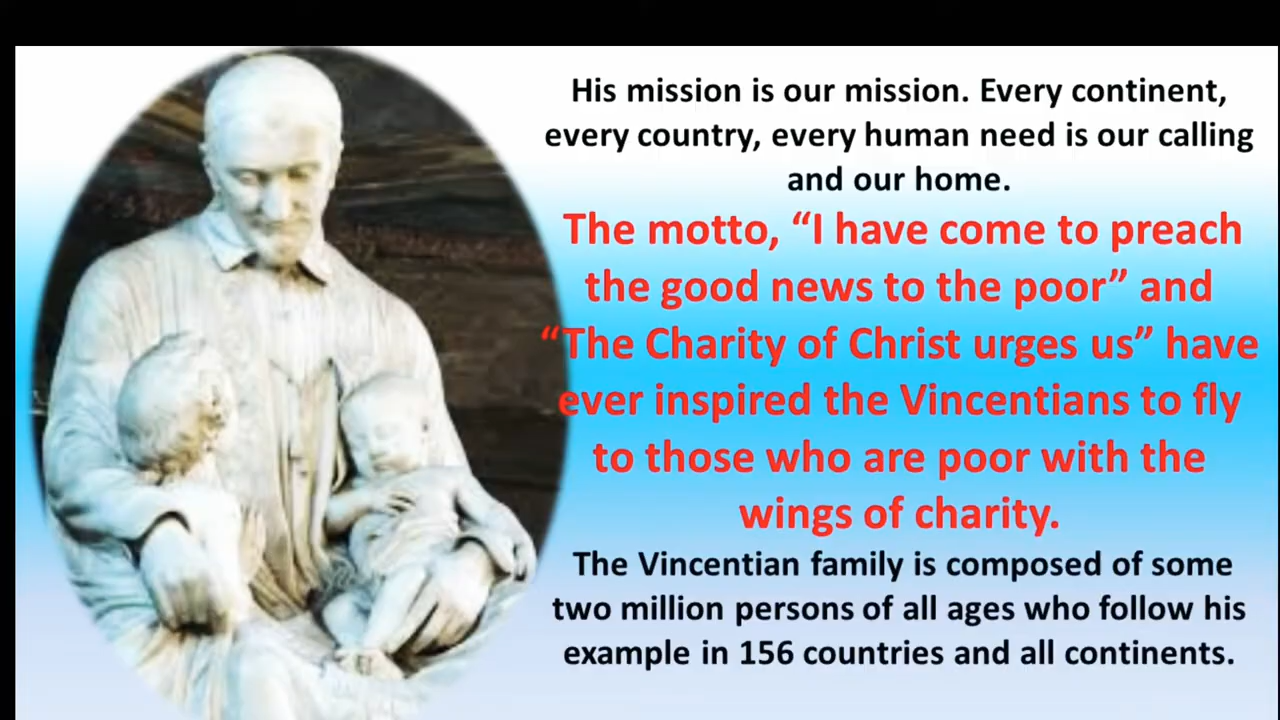 His mission is our mission. Every continent,
every country, every human need is our calling
and our home.
The motto, “I have come to preach
the good news to the poor” and
“The Charity of Christ urges us” have
ever inspired the Vincentians to fly
to those who are poor with the
wings of charity.
The Vincentian family is composed of some
two million persons of all ages who follow his
example in 156 countries and all continents.